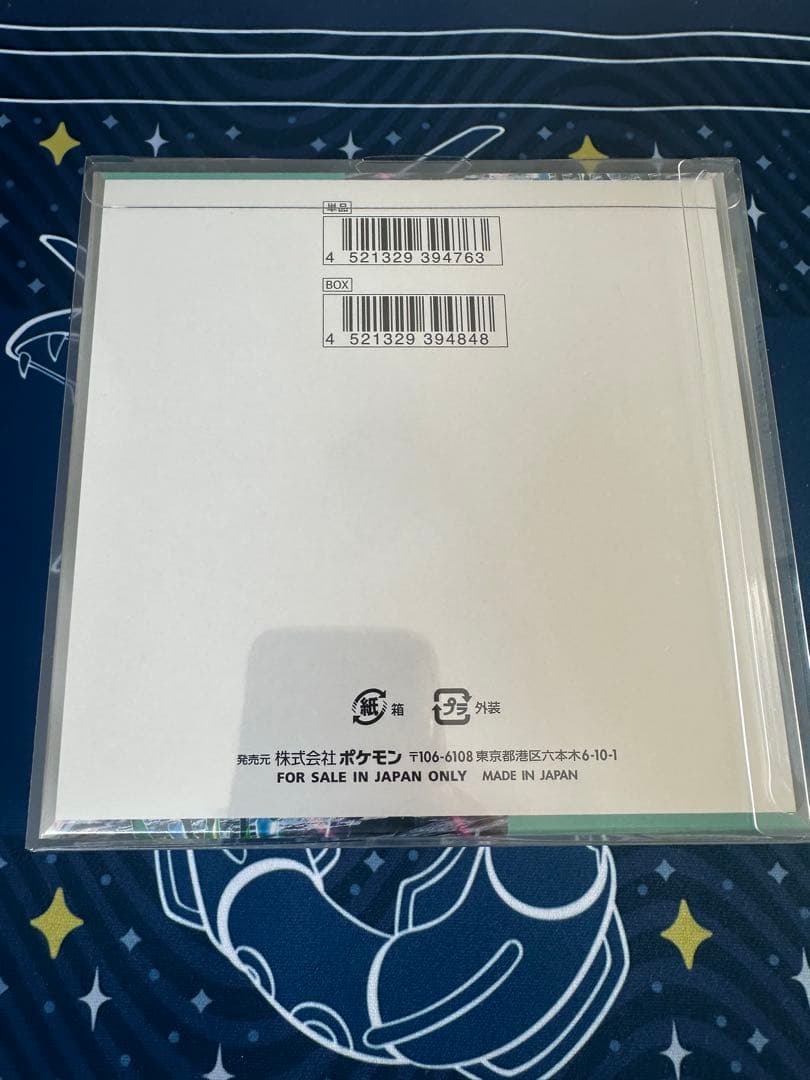 単品
4 521329 394763
BOX
4 521329 394848
紙 箱 プラ 外装
発売元 株式会社 ポケモン 〒106-6108 東京都港区六本木6-10-1
FOR SALE IN JAPAN ONLY MADE IN JAPAN